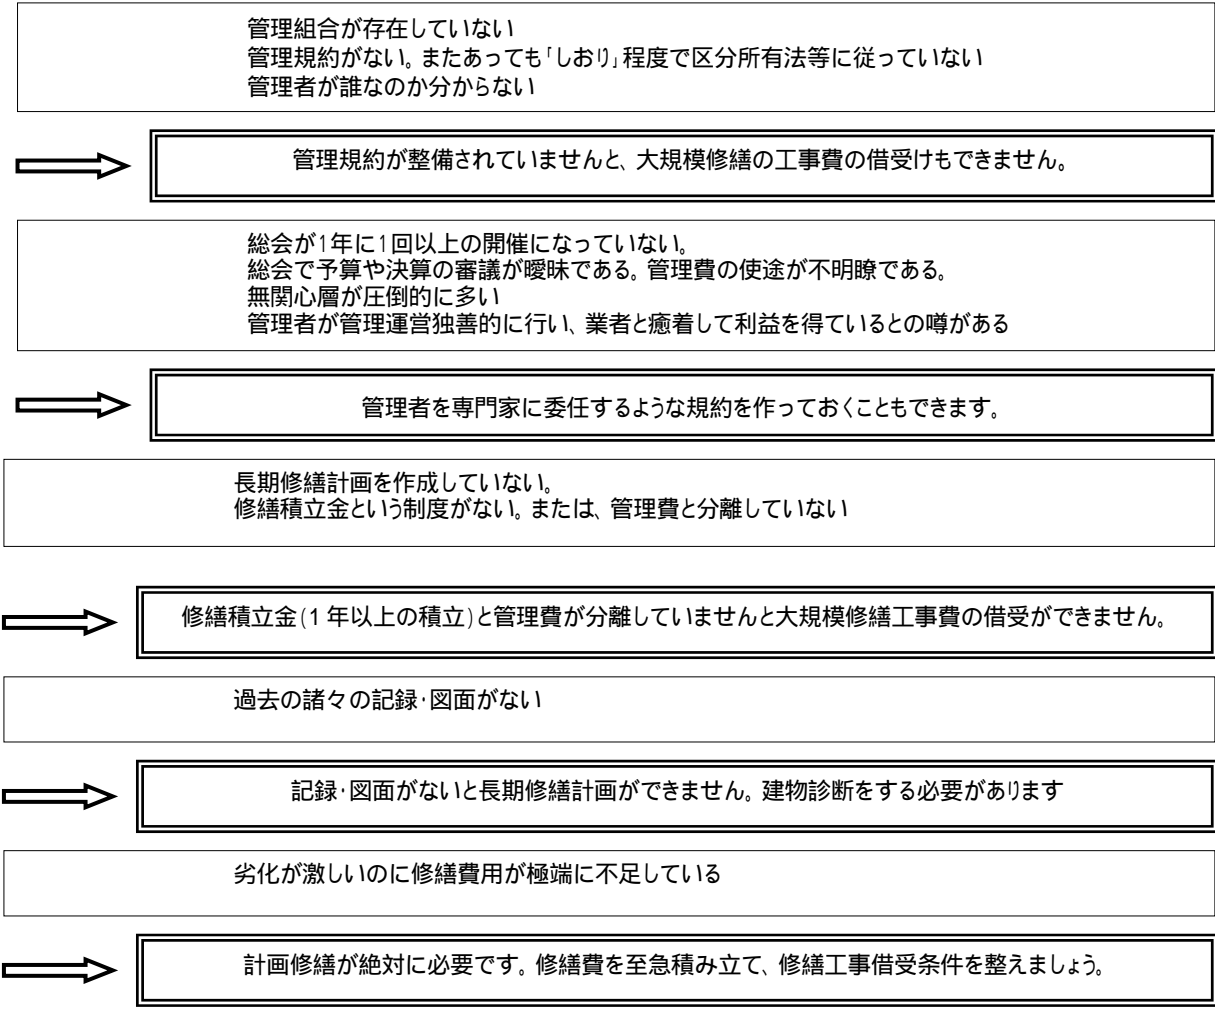 管理組合が存在していない
管理規約がない。またあっても「しおり」程度で区分所有法等に従っていない
管理者が誰なのか分からない
管理規約が整備されていませんと、大規模修繕の工事費の借受けもできません。
総会が1年に1回以上の開催になっていない。
総会で予算や決算の審議が曖昧である。管理費の使途が不明瞭である。
無関心層が圧倒的に多い
管理者が管理運営独善的に行い、業者と癒着して利益を得ているとの噂がある
管理者を専門家に委任するような規約を作っておくこともできます。
長期修繕計画を作成していない。
修繕積立金という制度がない。または、管理費と分離していない
修繕積立金(1年以上の積立)と管理費が分離していませんと大規模修繕工事費の借受ができません。
過去の諸々の記録・図面がない
記録・図面がないと長期修繕計画ができません。建物診断をする必要があります
劣化が激しいのに修繕費用が極端に不足している
計画修繕が絶対に必要です。修繕費を至急積み立て、修繕工事借受条件を整えましょう。